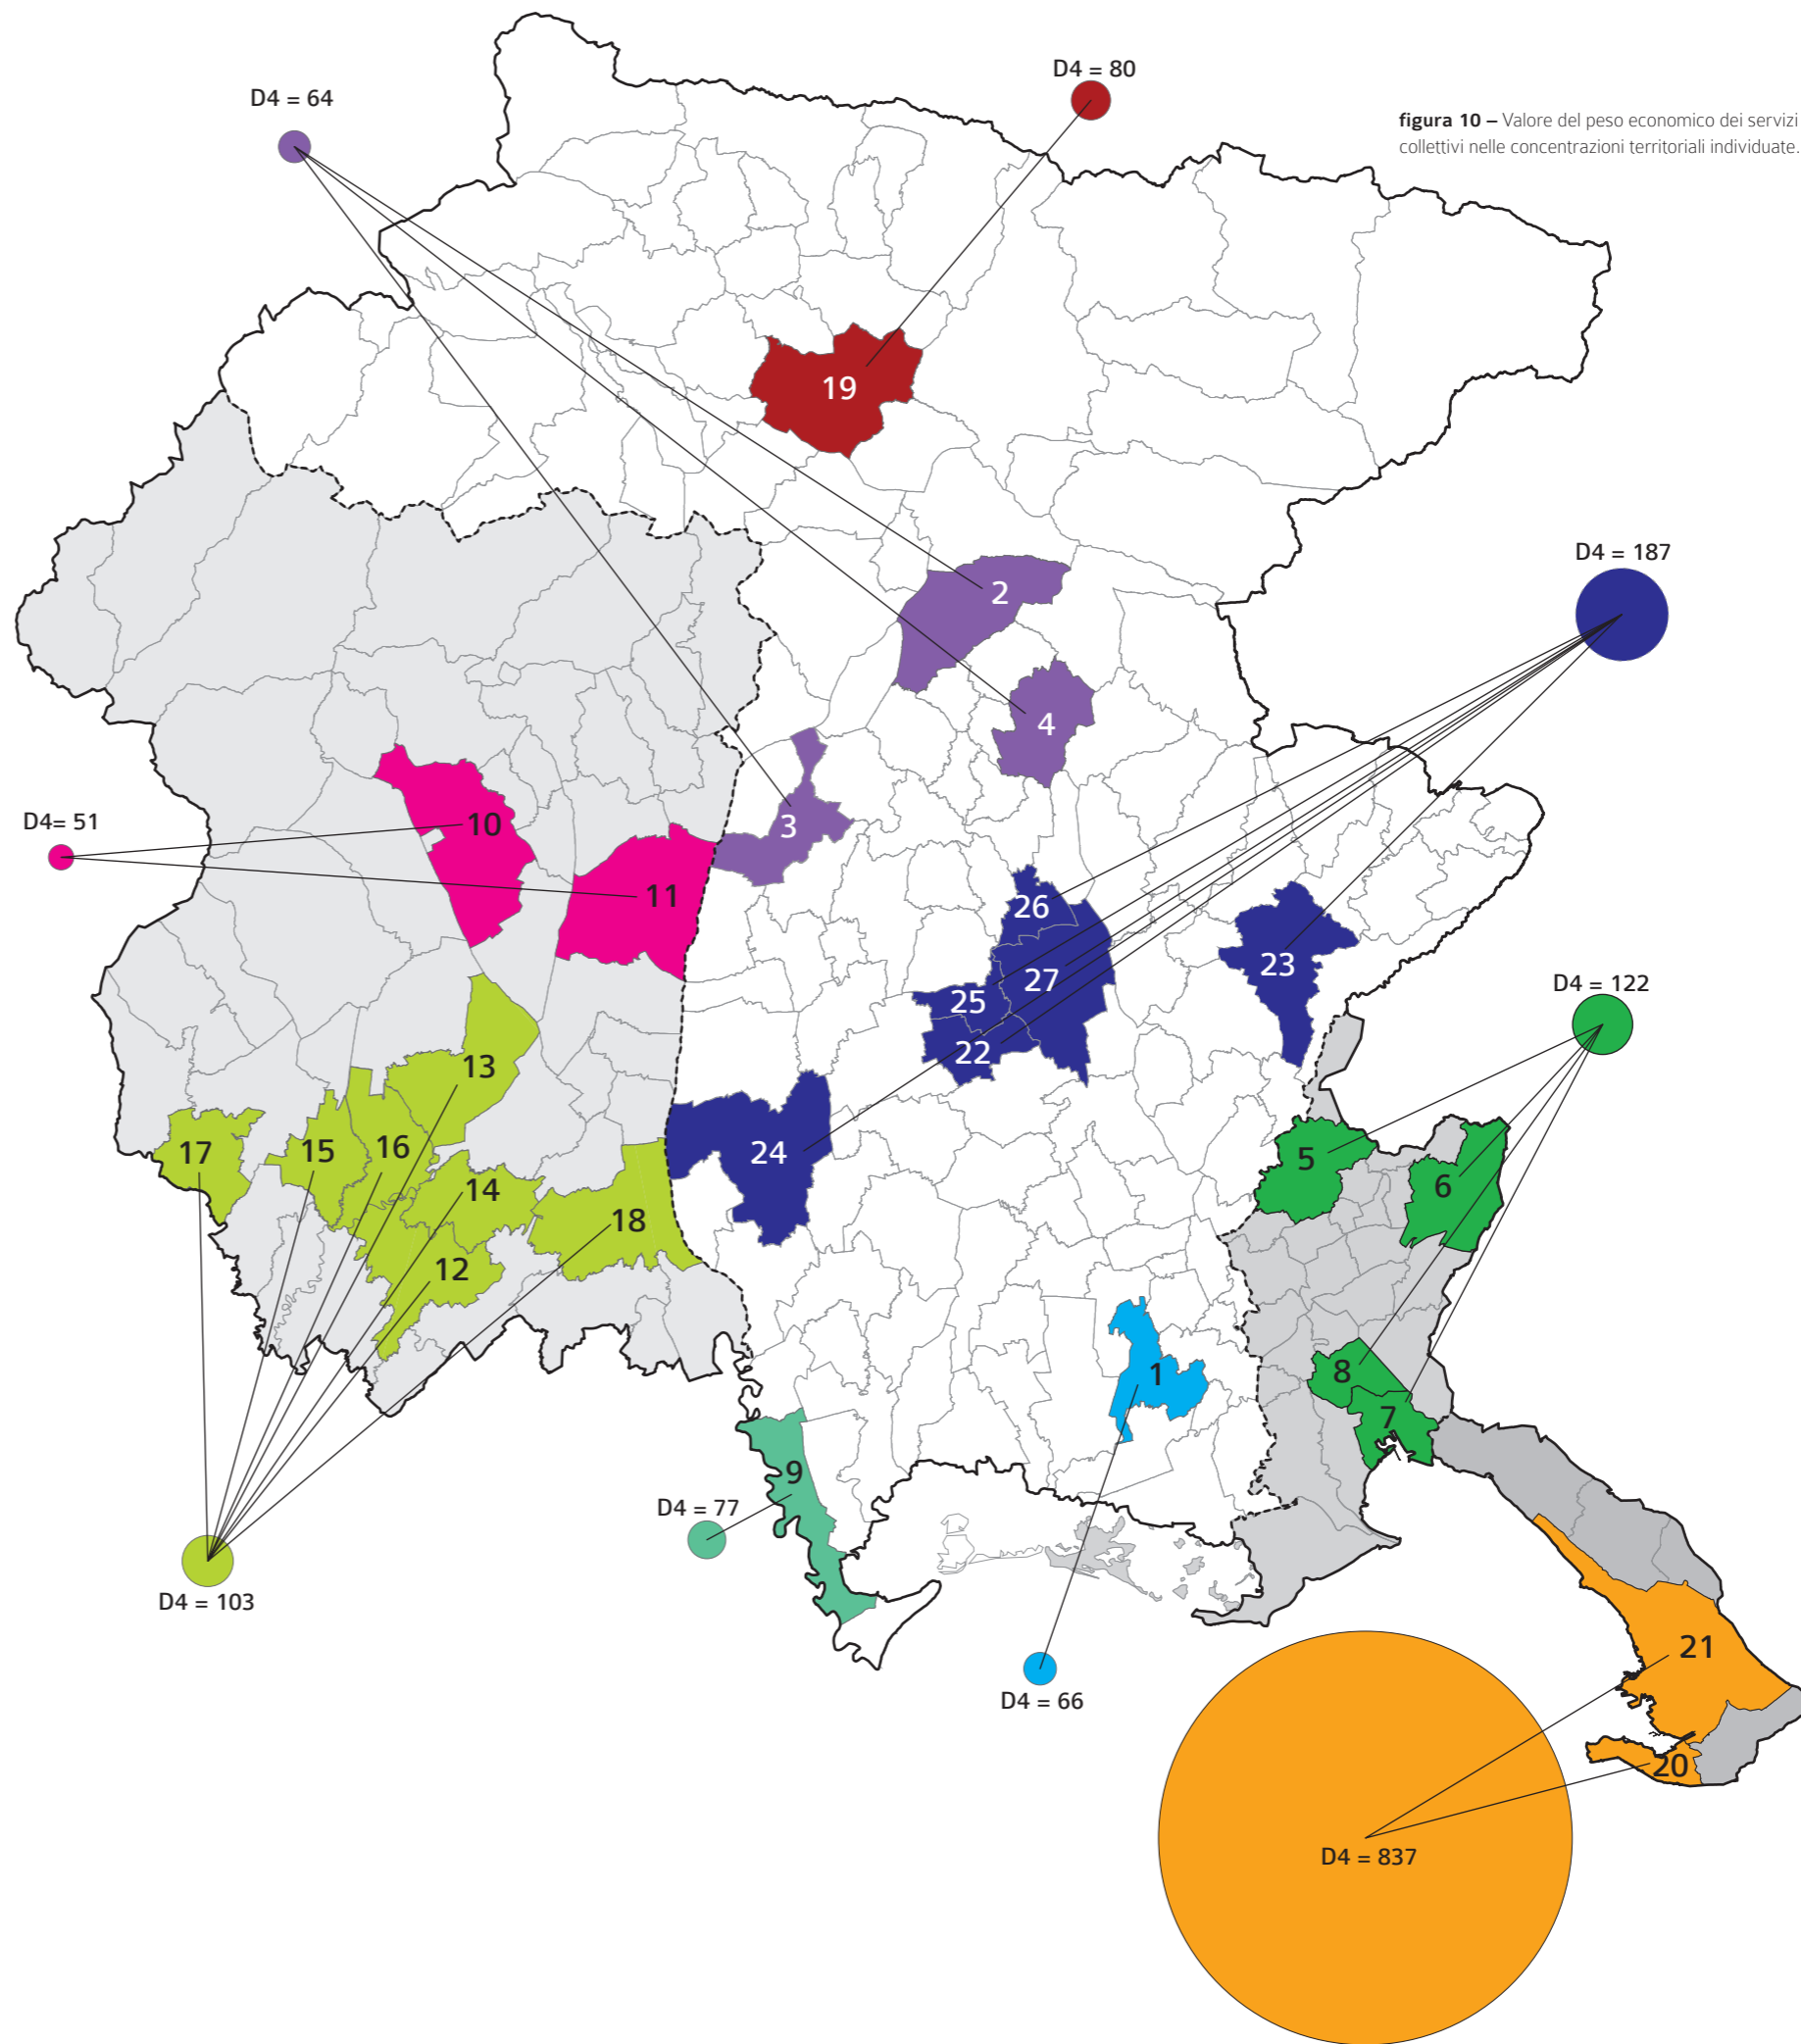 D4 = 80
D4 = 64
figura 10 – Valore del peso economico dei servizi
collettivi nelle concentrazioni territoriali individuate.
19
D4 = 187
2
4
D4= 51
10
3
11
26
23
27
25
D4 = 122
22
13
17
15
16
24
5
14
6
18
12
8
1
7
9
D4 = 77
D4 = 103
21
D4 = 66
20
D4 = 837